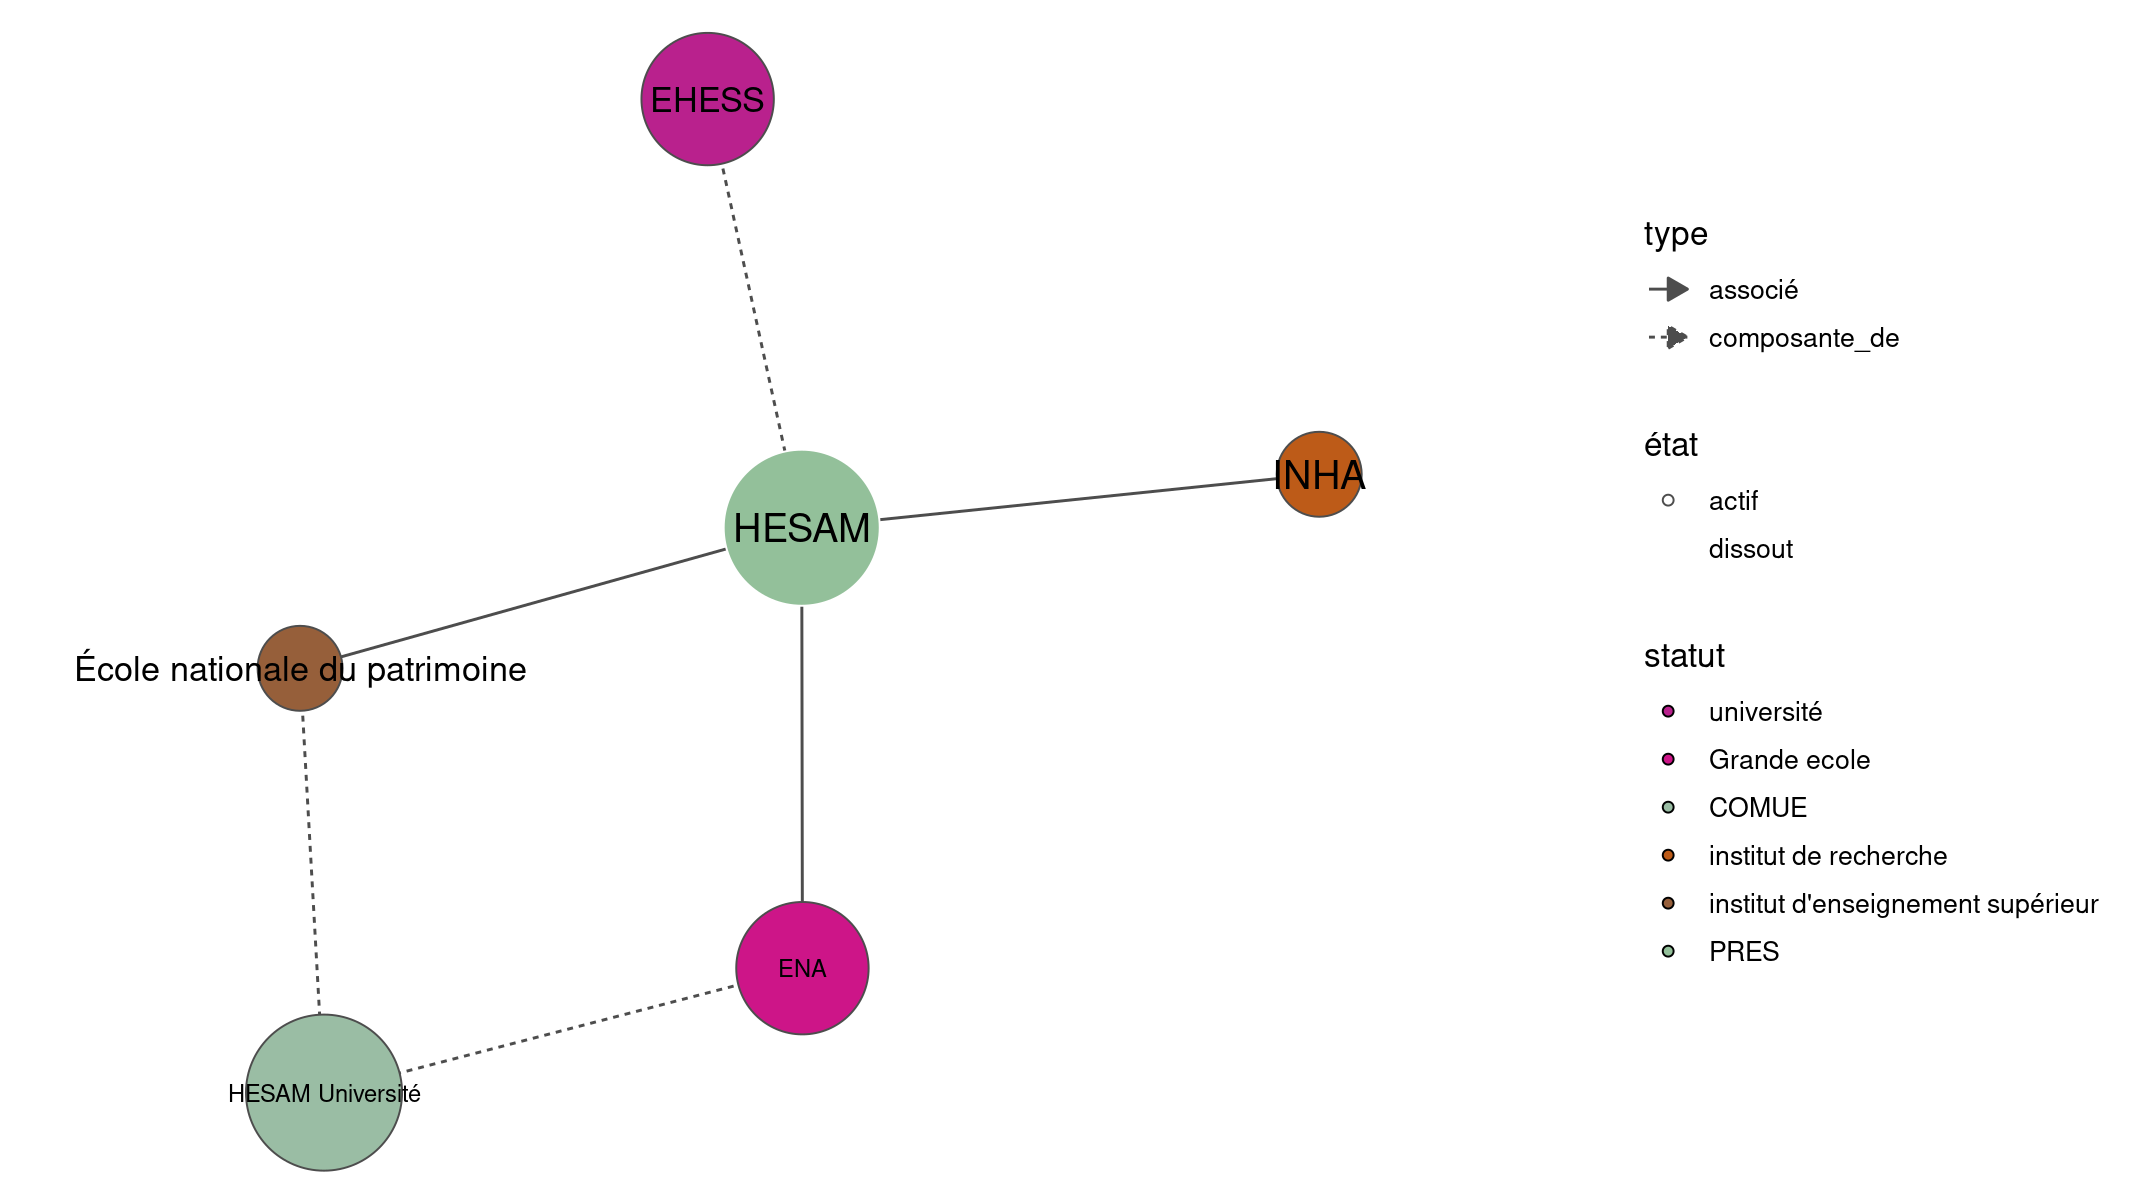 EHESS
HESAM
INHA
École nationale du patrimoine
ENA
HESAM Université
type
associé
composante_de
état
actif
dissout
statut
université
Grande ecole
COMUE
institut de recherche
institut d'enseignement supérieur
PRES